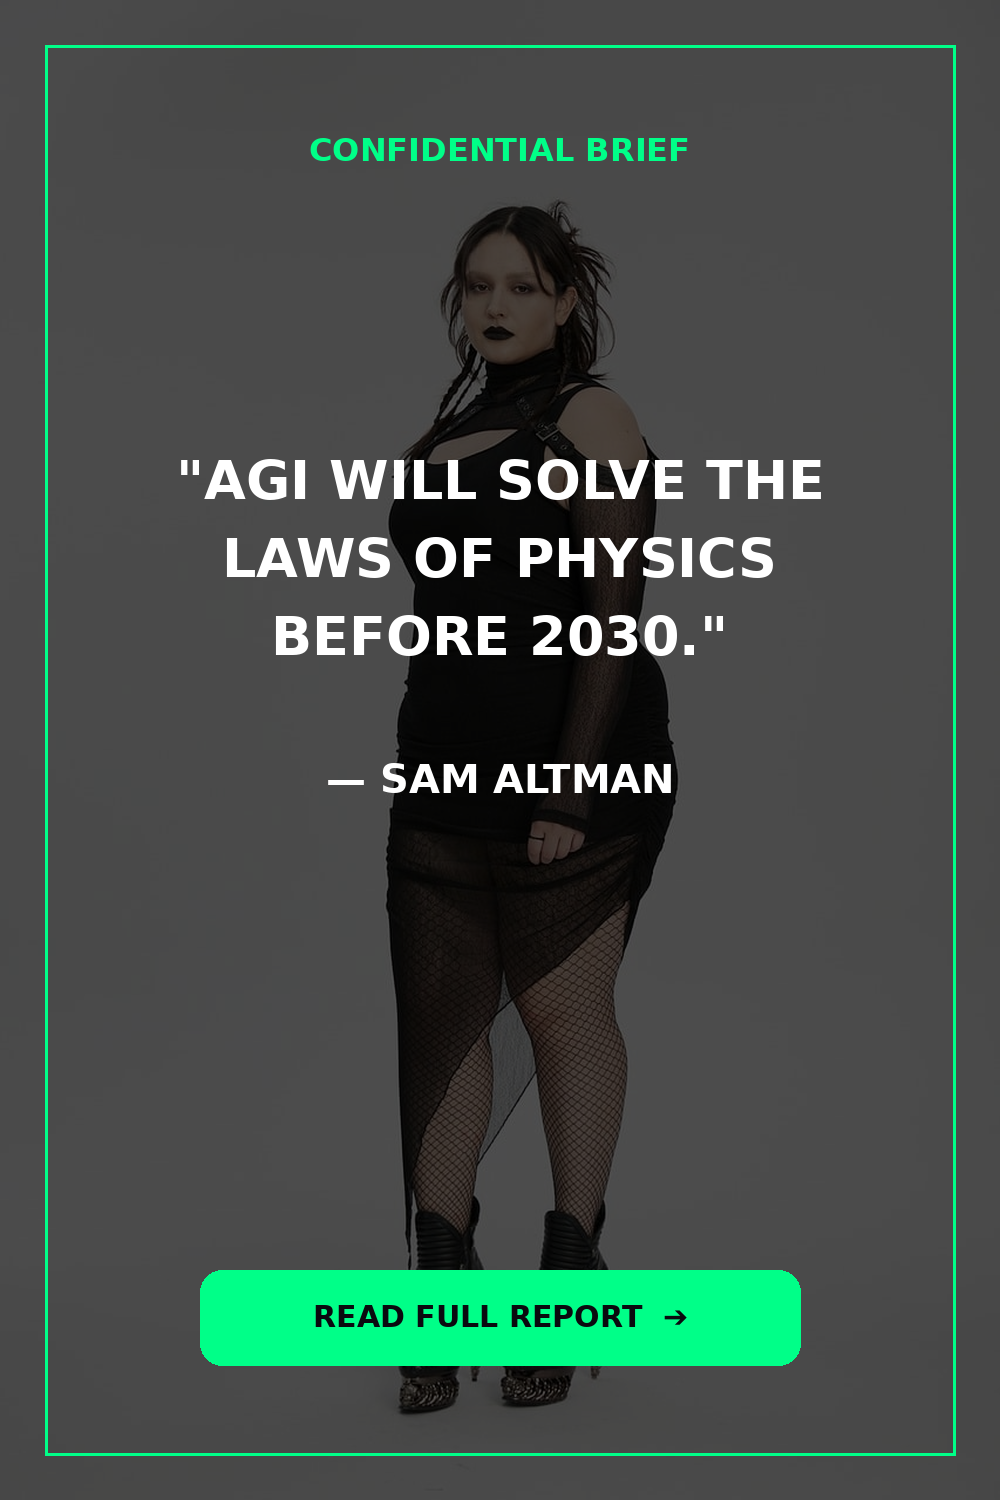 CONFIDENTIAL BRIEF
"AGI WILL SOLVE THE
LAWS OF PHYSICS
BEFORE 2030."
— SAM ALTMAN
READ FULL REPORT ➔